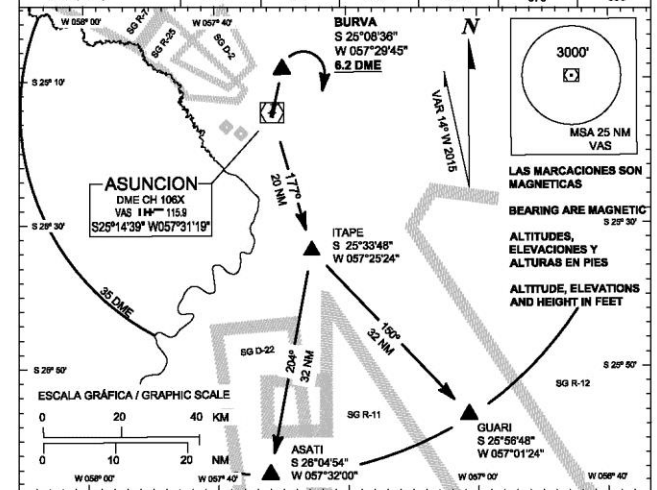 W 058° 00'
W 057° 40'
SG R-25
SG D-2
BURVA
S 25°08'36"
W 057°29'45"
6.2 DME
N
3000'
MSA 25 NM
VAS
S 25° 10'
VAR 14° W 2015
ASUNCION
DME CH 106X
VAS 115.9
S25°14'39" W057°31'19"
177°
20 NM
LAS MARCACIONES SON
MAGNETICAS
BEARING ARE MAGNETIC
S 25° 30'
S 25° 30'
ITAPE
S 25°33'48"
W 057°25'24"
ALTITUDES,
ELEVACIONES Y
ALTURAS EN PIES
ALTITUDE, ELEVATIONS
AND HEIGHT IN FEET
35 DME
SG D-22
204°
32 NM
150°
32 NM
S 25° 50'
S 25° 50'
SG R-12
SG R-11
ESCALA GRÁFICA / GRAPHIC SCALE
0 20 40 KM
0 10 20 NM
GUARI
S 25°56'48"
W 057°01'24"
ASATI
S 26°04'54"
W 057°32'00"
W 058° 00'
W 057° 40'
W 057° 00'
W 056° 40'